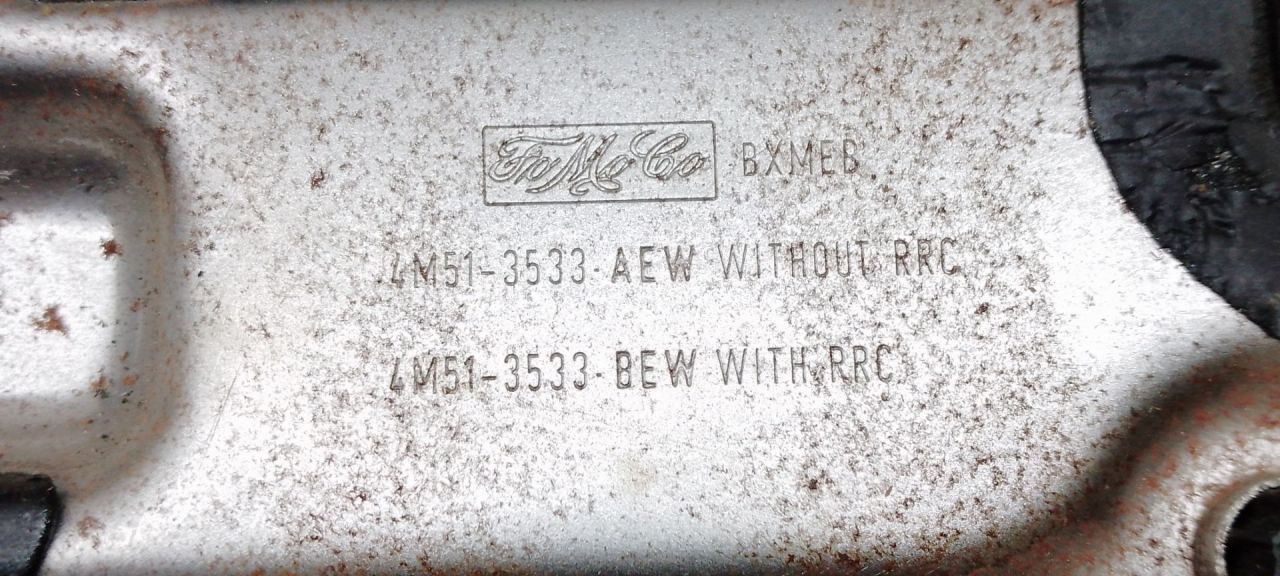 FoMoCo BXMEB
4M51-3533-AEW WITHOUT RRC
4M51-3533-BEW WITH RRC